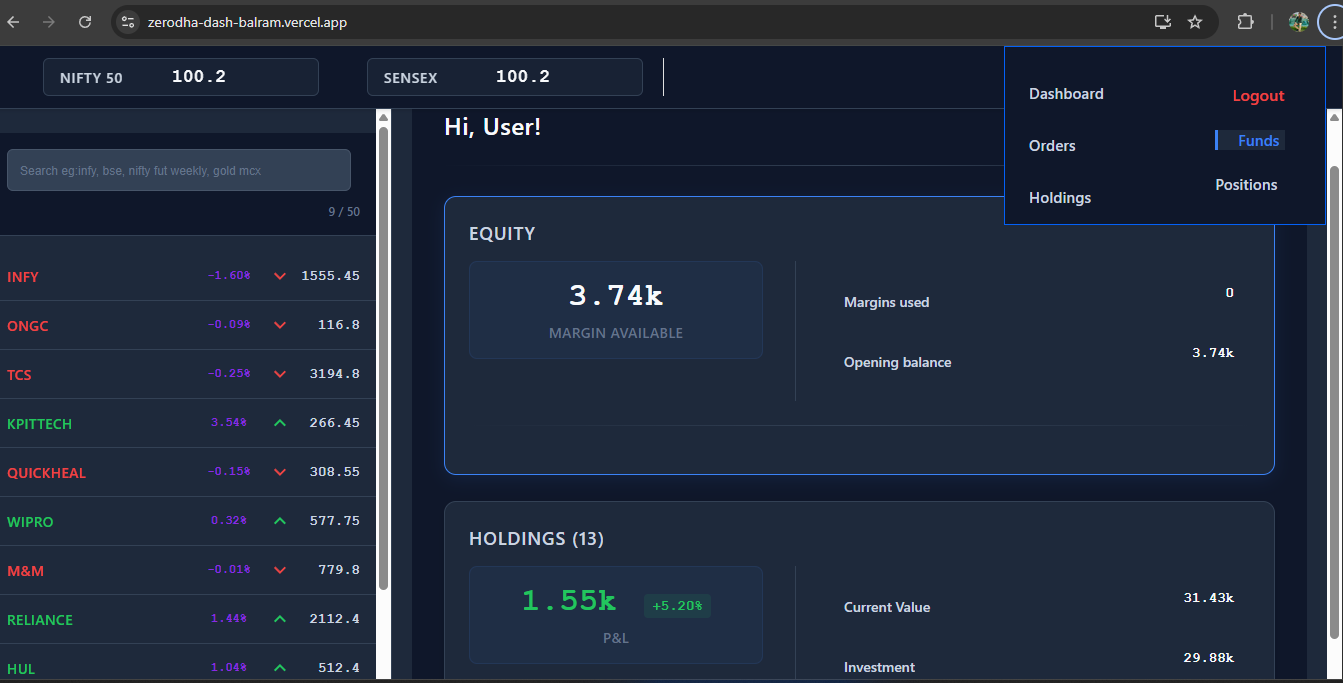 zerodha-dash-balram.vercel.app
NIFTY 50 100.2 SENSEX 100.2
Dashboard
Logout
Orders
Funds
Holdings
Positions
Search eg:infy, bse, nifty fut weekly, gold mcx
9 / 50
INFY -1.60% 1555.45
ONGC -0.09% 116.8
TCS -0.25% 3194.8
KPITTECH 3.54% 266.45
QUICKHEAL -0.15% 308.55
WIPRO 0.32% 577.75
M&M -0.01% 779.8
RELIANCE 1.44% 2112.4
HUL 1.04% 512.4
Hi, User!
EQUITY
3.74k
MARGIN AVAILABLE
Margins used 0
Opening balance 3.74k
HOLDINGS (13)
1.55k +5.20%
P&L
Current Value 31.43k
Investment 29.88k